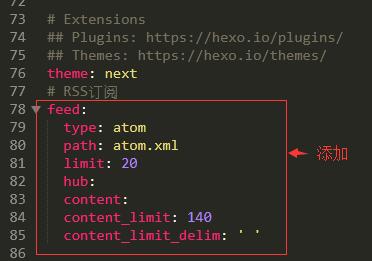 72
73 # Extensions
74 ## Plugins: https://hexo.io/plugins/
75 ## Themes: https://hexo.io/themes/
76 theme: next
77 # RSS订阅
78 feed:
79 type: atom
80 path: atom.xml
81 limit: 20 添加
82 hub:
83 content:
84 content_limit: 140
85 content_limit_delim: ' '
86